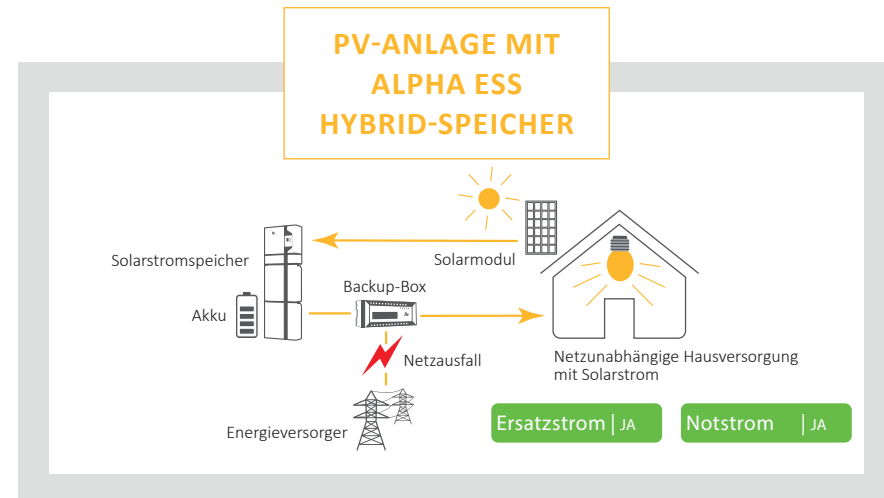 PV-ANLAGE MIT
ALPHA ESS
HYBRID-SPEICHER
Solarstromspeicher
Solarmodul
Backup-Box
Akku
Netzausfall
Netzunabhängige Hausversorgung
mit Solarstrom
Energieversorger
Ersatzstrom | JA
Notstrom | JA